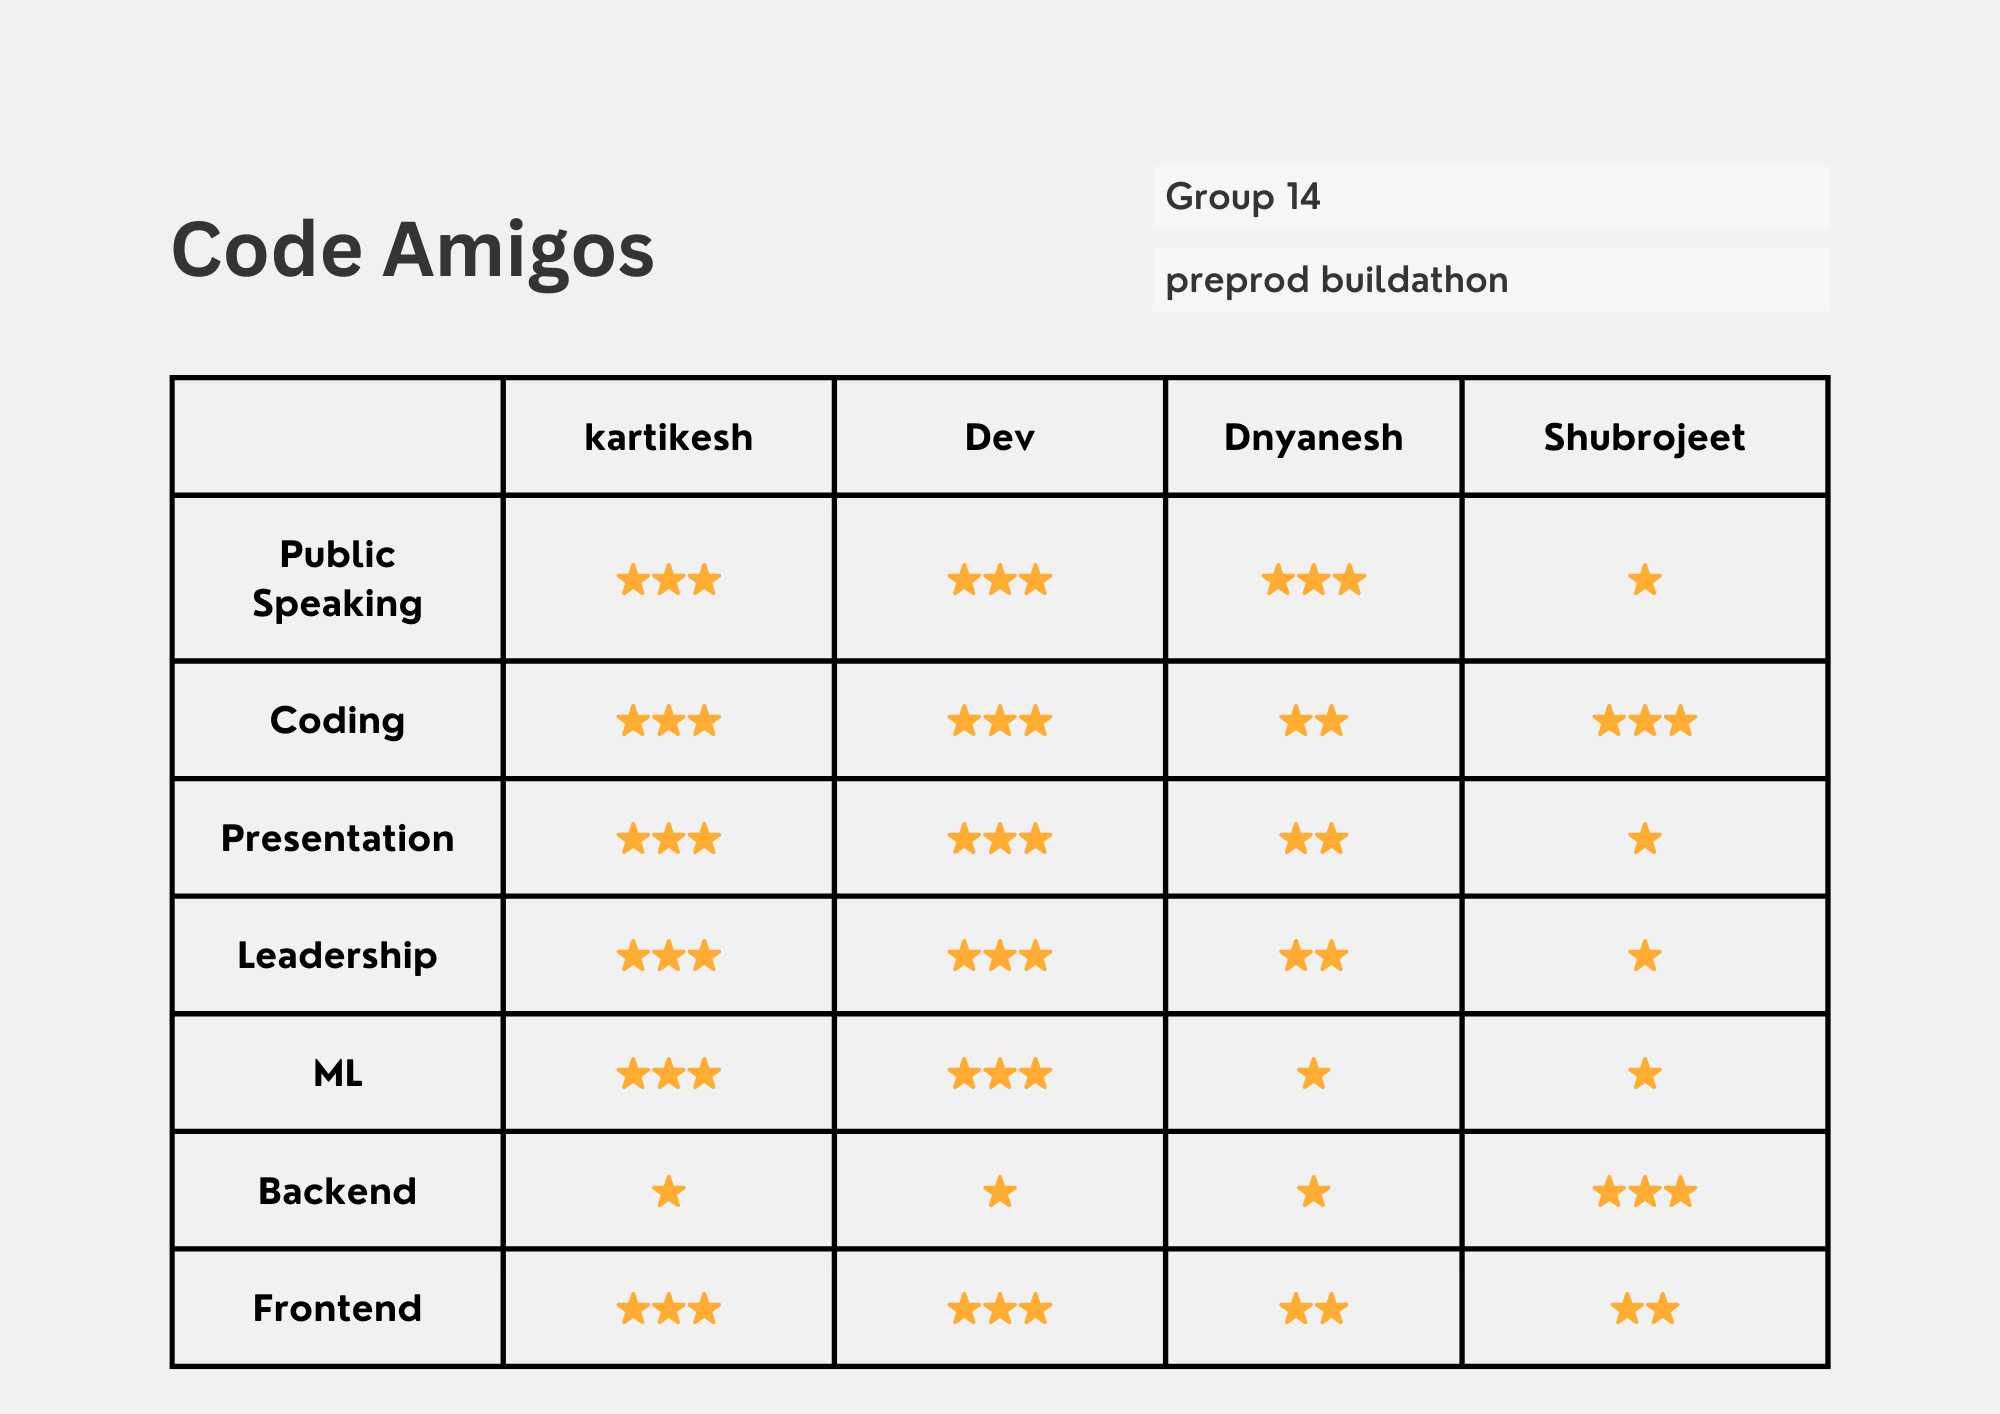 Code Amigos
Group 14
preprod buildathon
kartikesh Dev Dnyanesh Shubrojeet
Public
Speaking ★★★ ★★★ ★★★ ★
Coding ★★★ ★★★ ★★ ★★★
Presentation ★★★ ★★★ ★★ ★
Leadership ★★★ ★★★ ★★ ★
ML ★★★ ★★★ ★ ★
Backend ★ ★ ★ ★★★
Frontend ★★★ ★★★ ★★ ★★